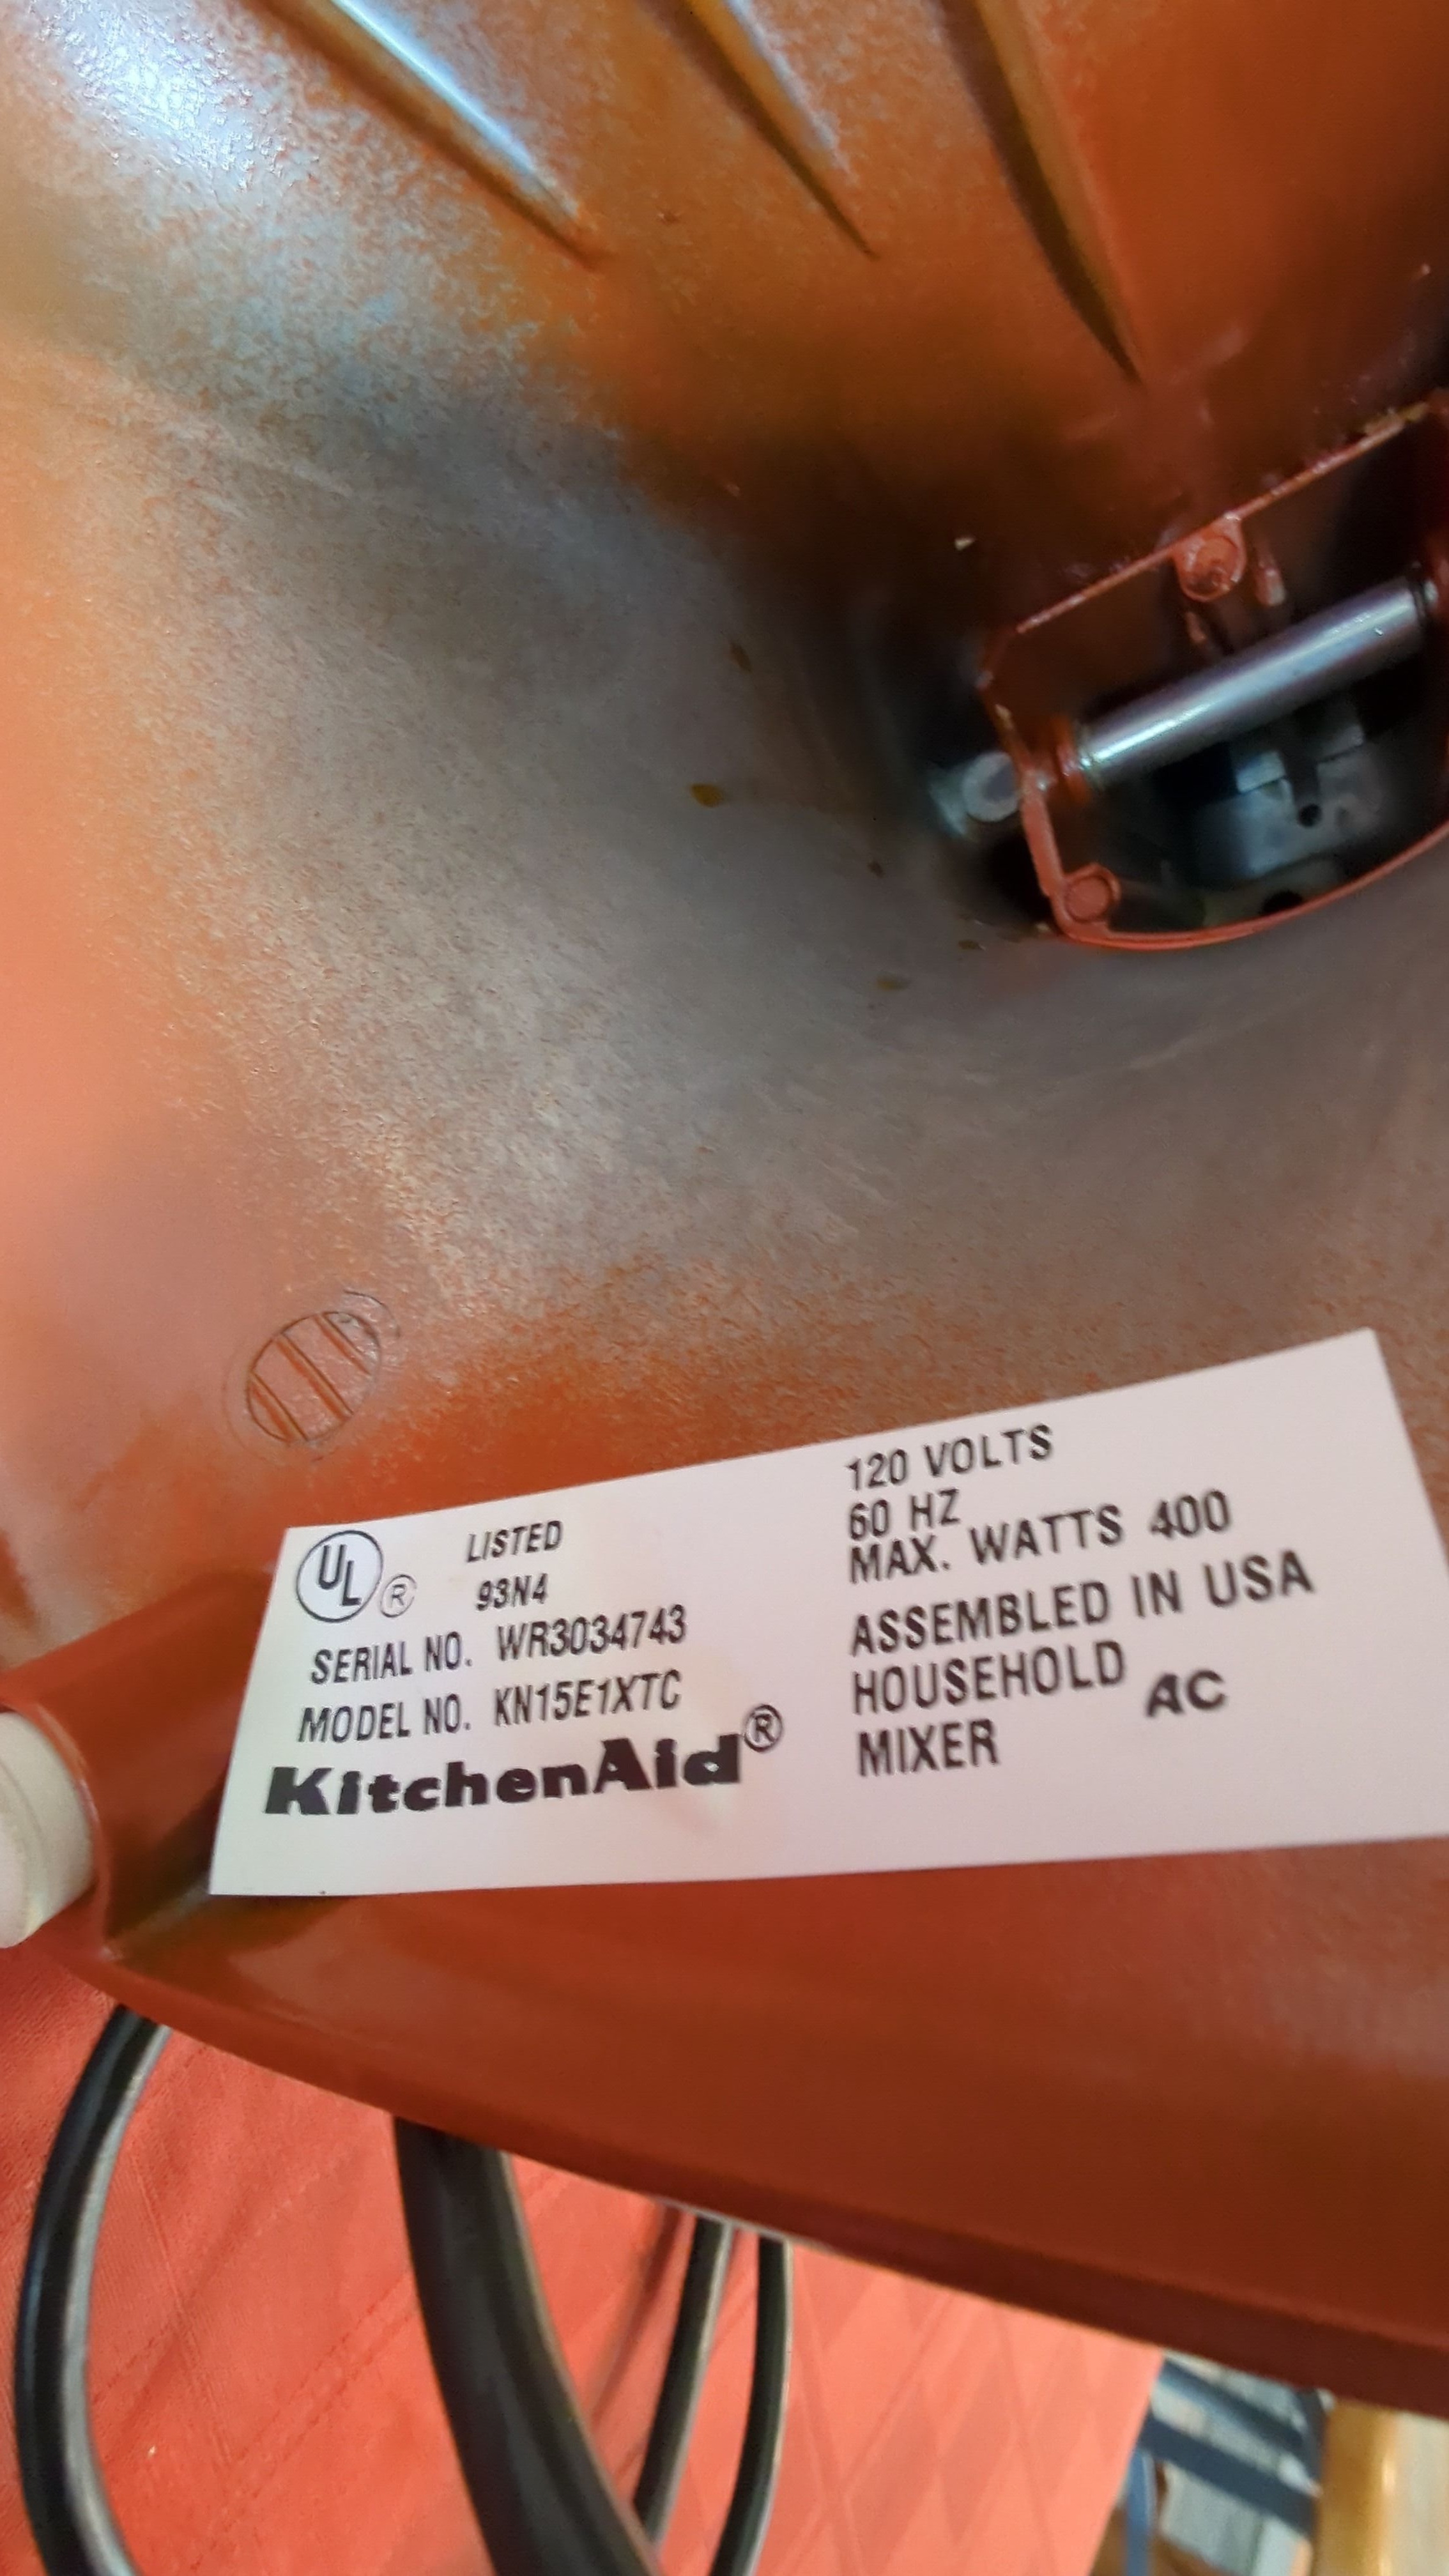 UL ® LISTED
93N4
SERIAL NO. WR3034743
MODEL NO. KN15E1XTC
KitchenAid®
120 VOLTS
60 HZ
MAX. WATTS 400
ASSEMBLED IN USA
HOUSEHOLD AC
MIXER